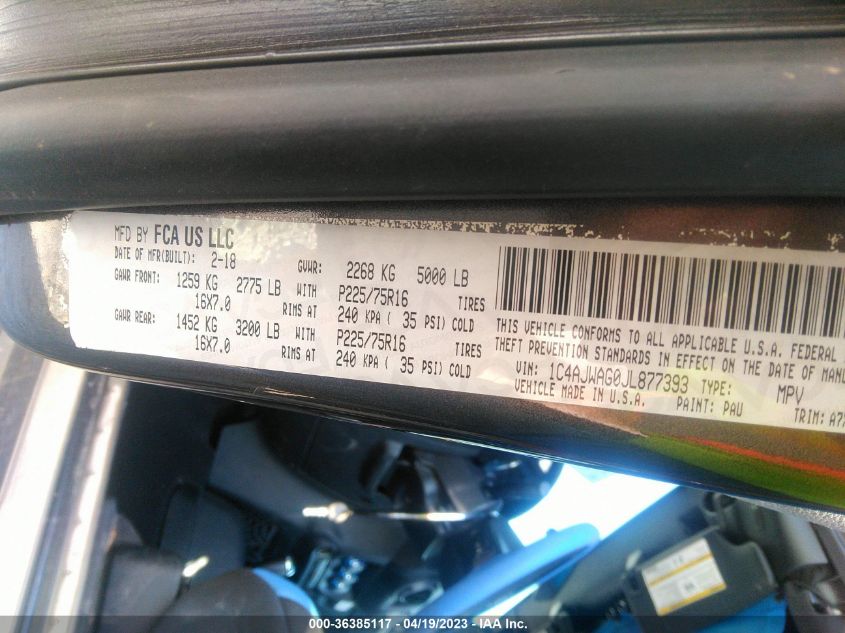 MFD BY FCA US LLC
DATE OF MFR(BUILT): 2-18 GVWR: 2268 KG 5000 LB
GAWR FRONT: 1259 KG 2775 LB WITH P225/75R16 TIRES
16X7.0 RIMS AT 240 KPA ( 35 PSI) COLD
GAWR REAR: 1452 KG 3200 LB WITH P225/75R16 TIRES
16X7.0 RIMS AT 240 KPA ( 35 PSI) COLD
THIS VEHICLE CONFORMS TO ALL APPLICABLE U.S.A. FEDERAL
THEFT PREVENTION STANDARDS IN EFFECT ON THE DATE OF
VIN: 1C4AJWAG0JL877393 TYPE: MPV
VEHICLE MADE IN U.S.A. PAINT: PAU TRIM:
000-36385117 - 04/19/2023 - IAA Inc.